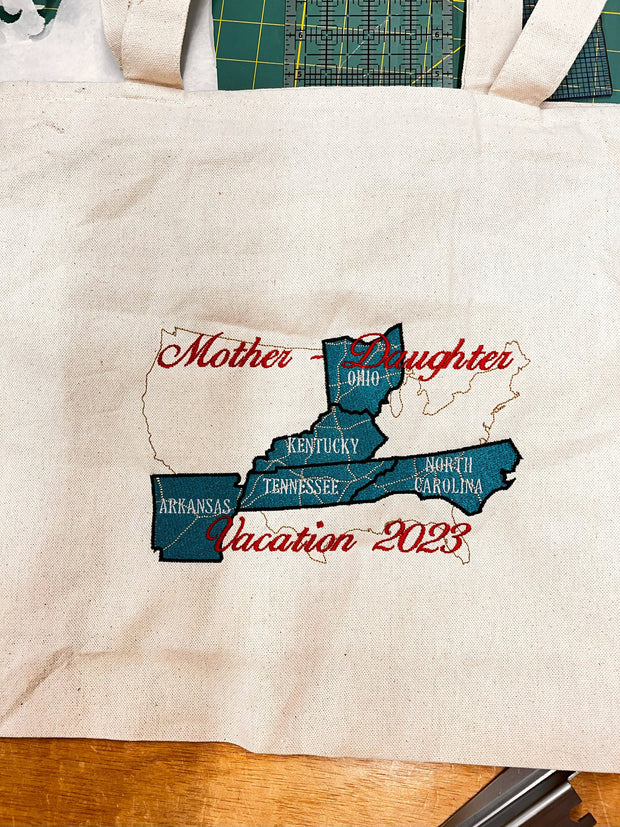 Mother - Daughter
OHIO
KENTUCKY
TENNESSEE
NORTH
CAROLINA
ARKANSAS
Vacation 2023